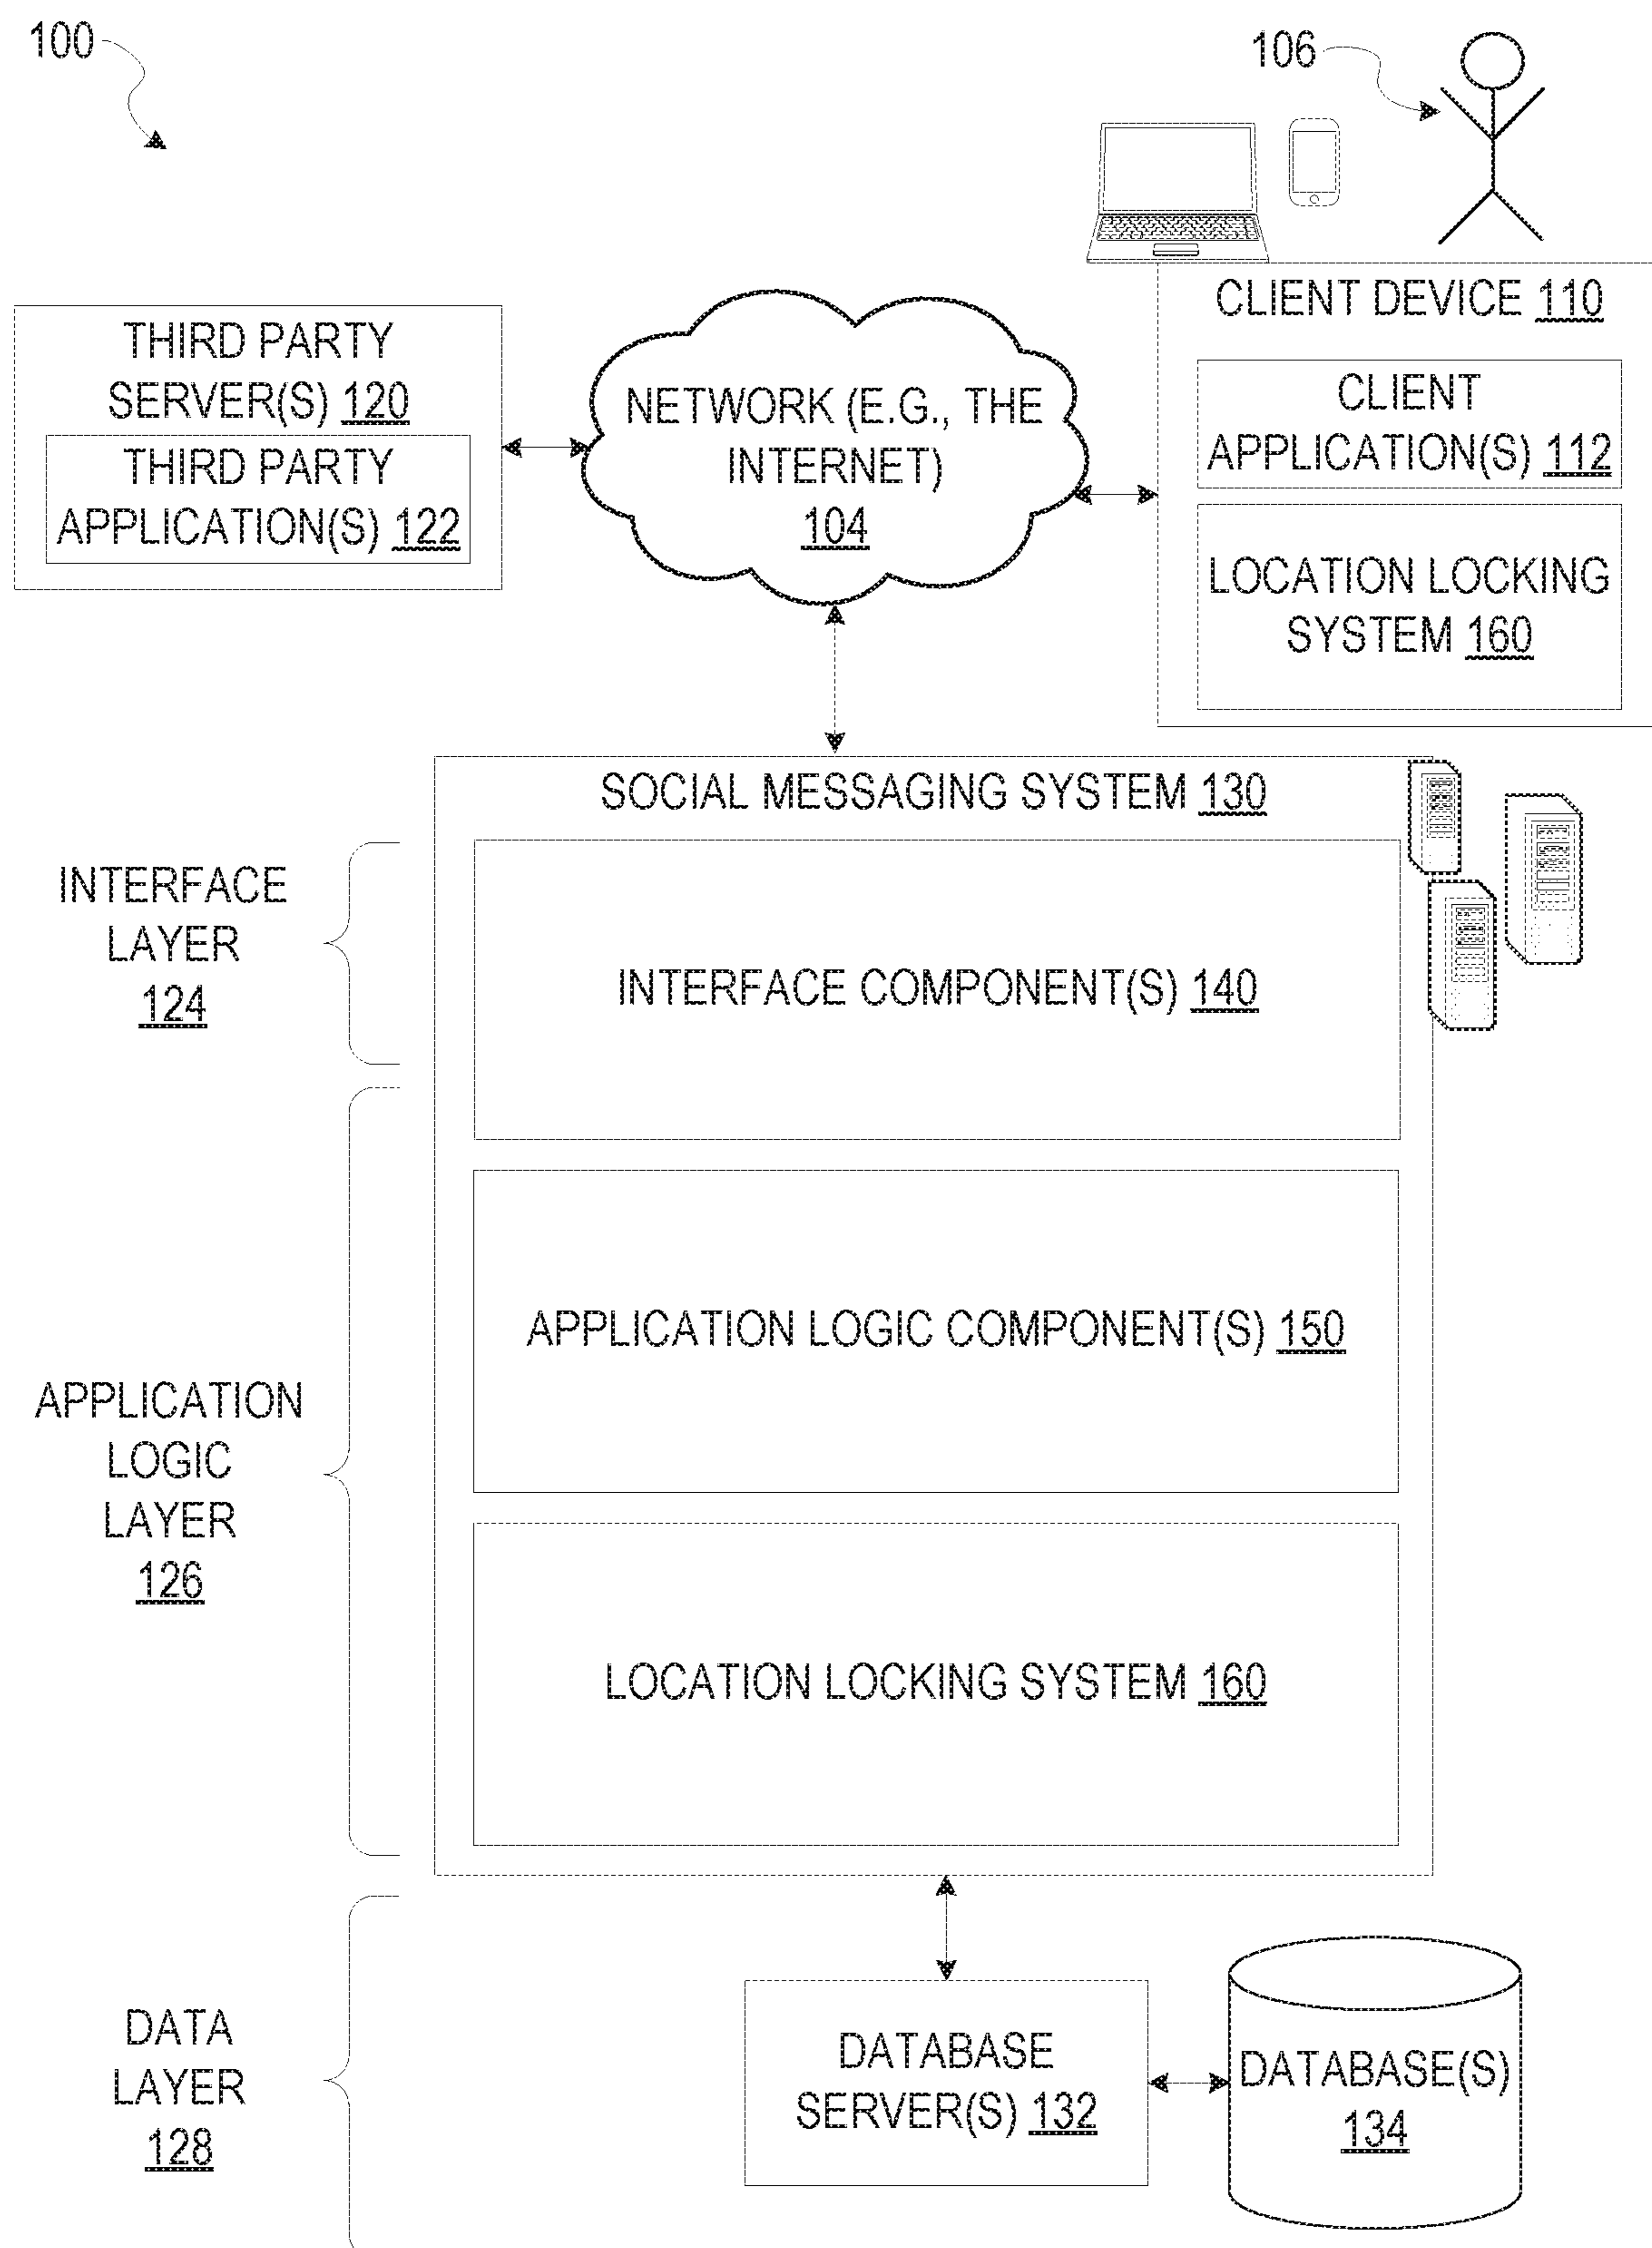 100
106
CLIENT DEVICE 110
THIRD PARTY
SERVER(S) 120
THIRD PARTY
APPLICATION(S) 122
NETWORK (E.G., THE
INTERNET)
104
CLIENT
APPLICATION(S) 112
LOCATION LOCKING
SYSTEM 160
SOCIAL MESSAGING SYSTEM 130
INTERFACE
LAYER
124
INTERFACE COMPONENT(S) 140
APPLICATION
LOGIC
LAYER
126
APPLICATION LOGIC COMPONENT(S) 150
LOCATION LOCKING SYSTEM 160
DATA
LAYER
128
DATABASE
SERVER(S) 132
DATABASE(S)
134